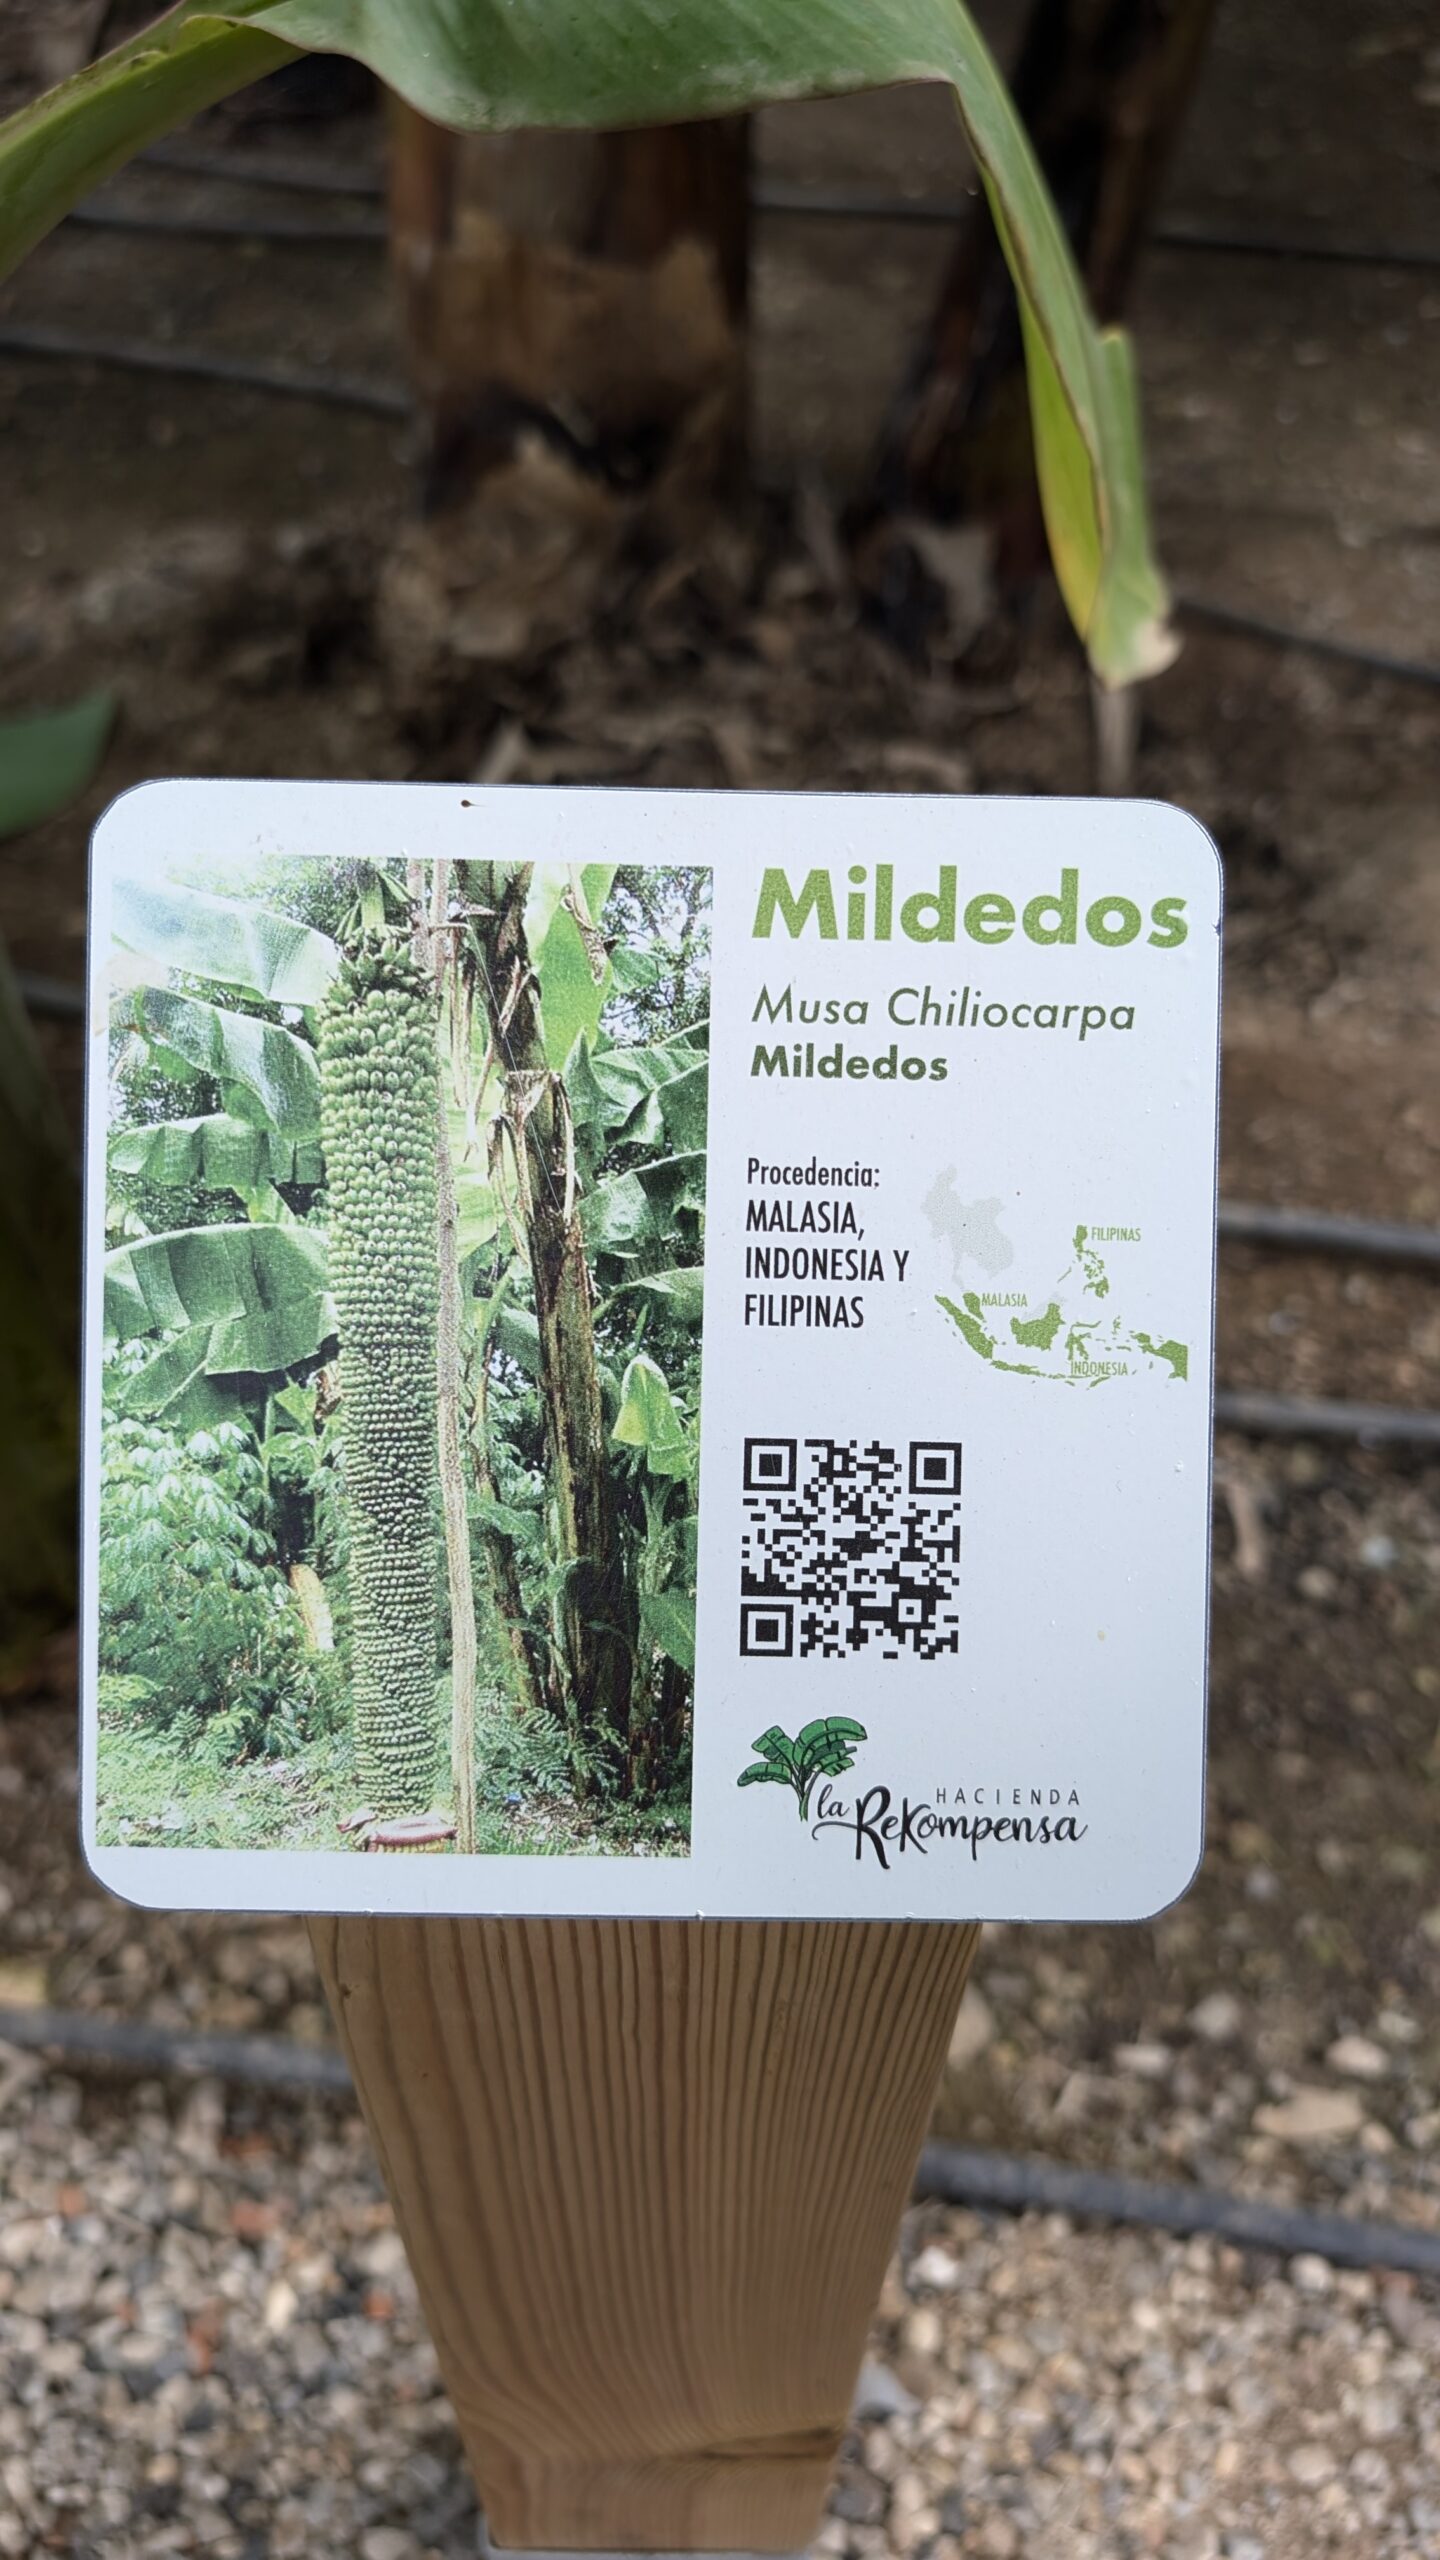 Mildedos
Musa Chiliocarpa
Mildedos
Procedencia:
MALASIA,
INDONESIA Y
FILIPINAS
FILIPINAS
MALASIA
INDONESIA
HACIENDA
la ReKompensa